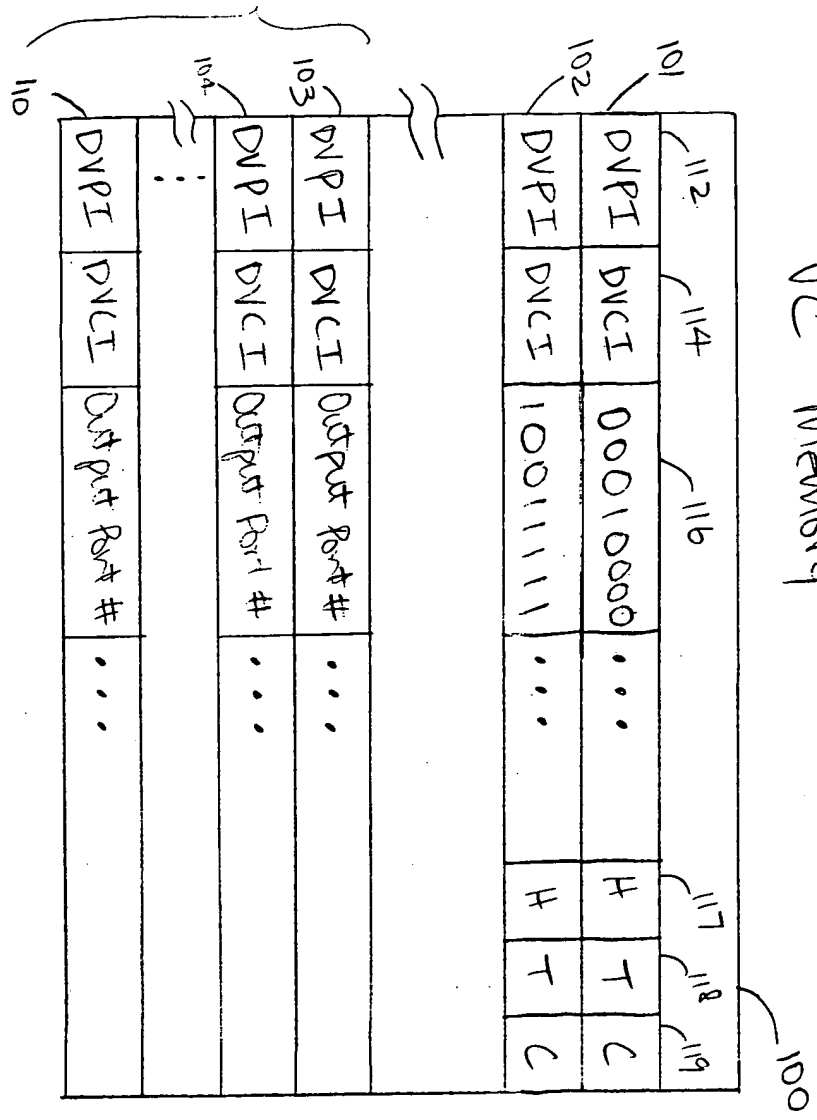 VC Memory
100
112 114 116 117 118 119
101 DVPI DVCI 00010000 ... H T C
102 DVPI DVCI 10011111 ... H T C
103 DVPI DVCI Output Port # ...
104 DVPI DVCI Output Port # ...
...
110 DVPI DVCI Output Port # ...